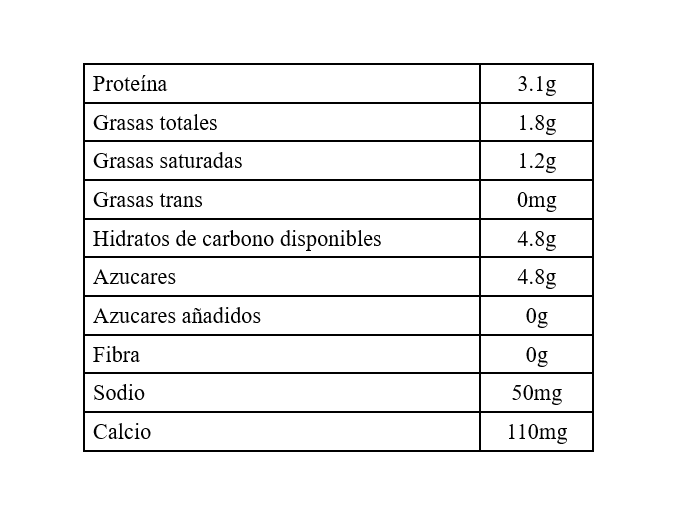 Proteína 3.1g
Grasas totales 1.8g
Grasas saturadas 1.2g
Grasas trans 0mg
Hidratos de carbono disponibles 4.8g
Azucares 4.8g
Azucares añadidos 0g
Fibra 0g
Sodio 50mg
Calcio 110mg